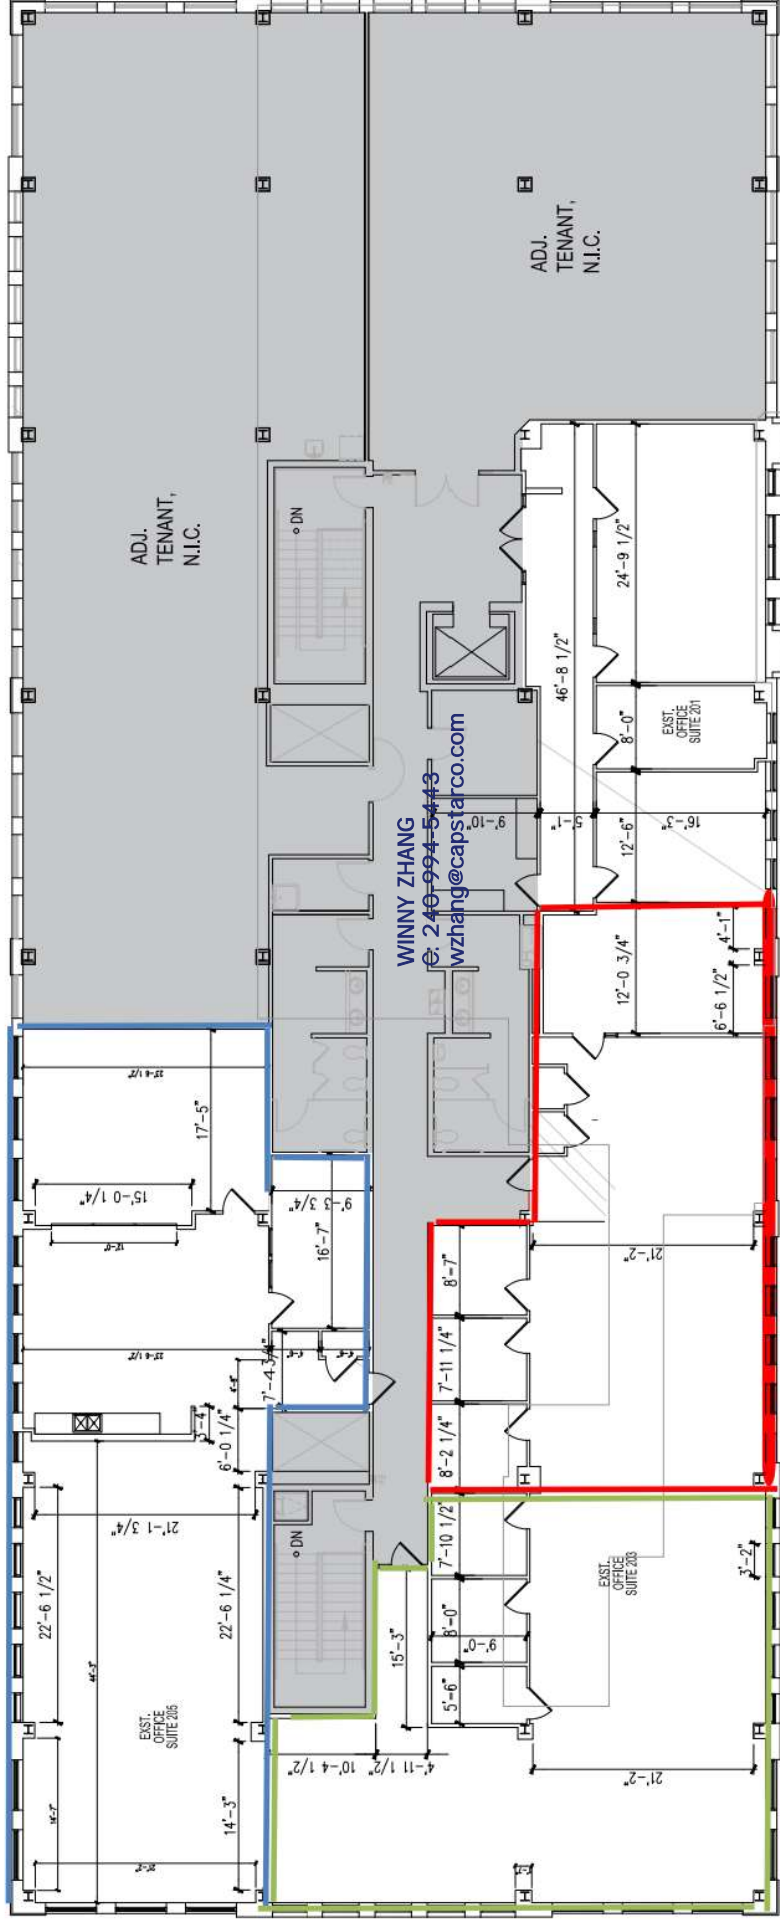 ADJ.
TENANT,
N.I.C.
ADJ.
TENANT,
N.I.C.
DN
46'-8 1/2"
24'-9 1/2"
8'-0"
EXST.
OFFICE
SUITE 201
12'-6"
9'-10"
5'-1"
16'-3"
WINNY ZHANG
C: 240-994-5443
wzhang@capstarco.com
12'-0 3/4"
4'-1"
6'-6 1/2"
17'-5"
15'-0 1/4"
9'-3 3/4"
16'-7"
8'-7"
21'-2"
7'-11 1/4"
7'-4 3/4"
8'-2 1/4"
6'-0 1/4"
21'-1 3/4"
22'-6 1/2"
22'-6 1/4"
DN
7'-10 1/2"
EXST.
OFFICE
SUITE 203
3'-2"
8'-0"
9'-0"
15'-3"
5'-6"
EXST.
OFFICE
SUITE 205
10'-4 1/2"
4'-11 1/2"
21'-2"
14'-3"